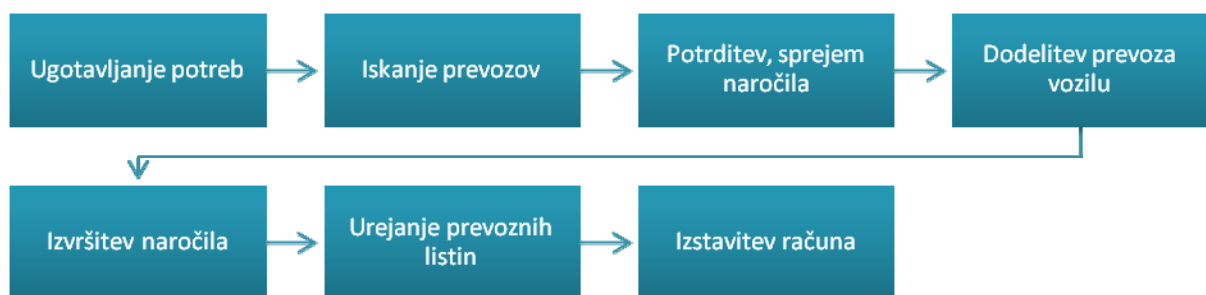 Ugotavljanje potreb
Iskanje prevozov
Potrditev, sprejem
naročila
Dodelitev prevoza
vozilu
Izvršitev naročila
Urejanje prevoznih
listin
Izstavitev računa